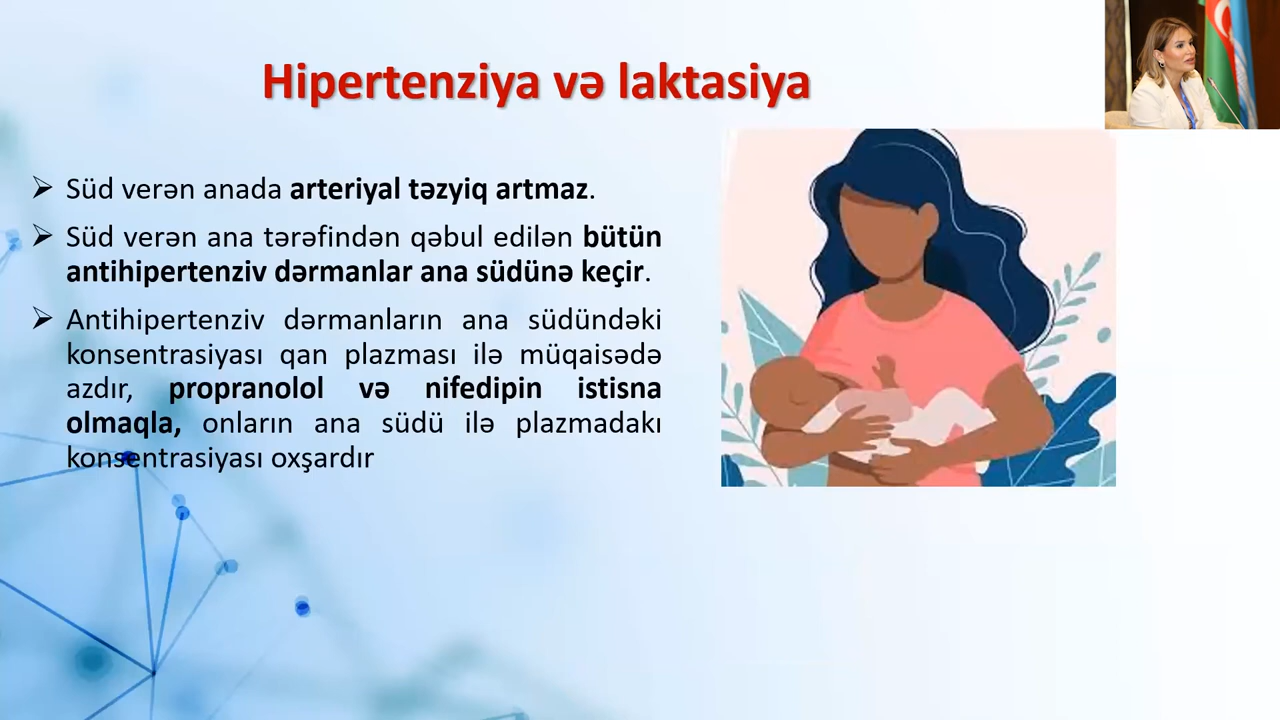 Hipertenziya və laktasiya
Süd verən anada arteriyal təzyiq artmaz.
Süd verən ana tərəfindən qəbul edilən bütün
antihipertenziv dərmanlar ana südünə keçir.
Antihipertenziv dərmanların ana südündəki
konsentrasiyası qan plazması ilə müqaisədə
azdır, propranolol və nifedipin istisna
olmaqla, onların ana südü ilə plazmadakı
konsentrasiyası oxşardır